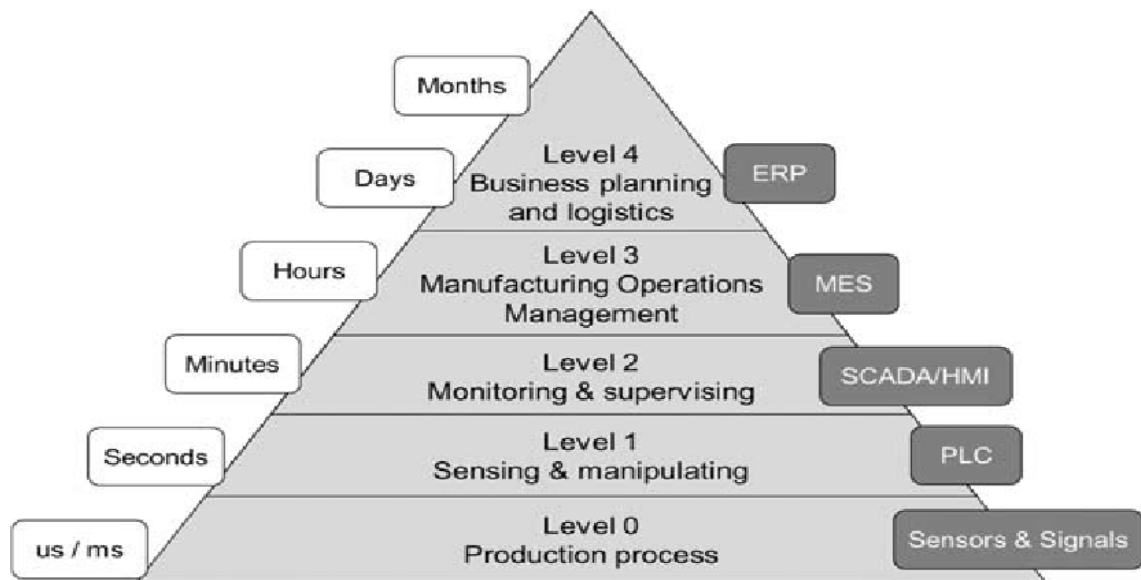 Months
Days
Level 4
Business planning
and logistics
ERP
Hours
Level 3
Manufacturing Operations
Management
MES
Minutes
Level 2
Monitoring & supervising
SCADA/HMI
Seconds
Level 1
Sensing & manipulating
PLC
us / ms
Level 0
Production process
Sensors & Signals